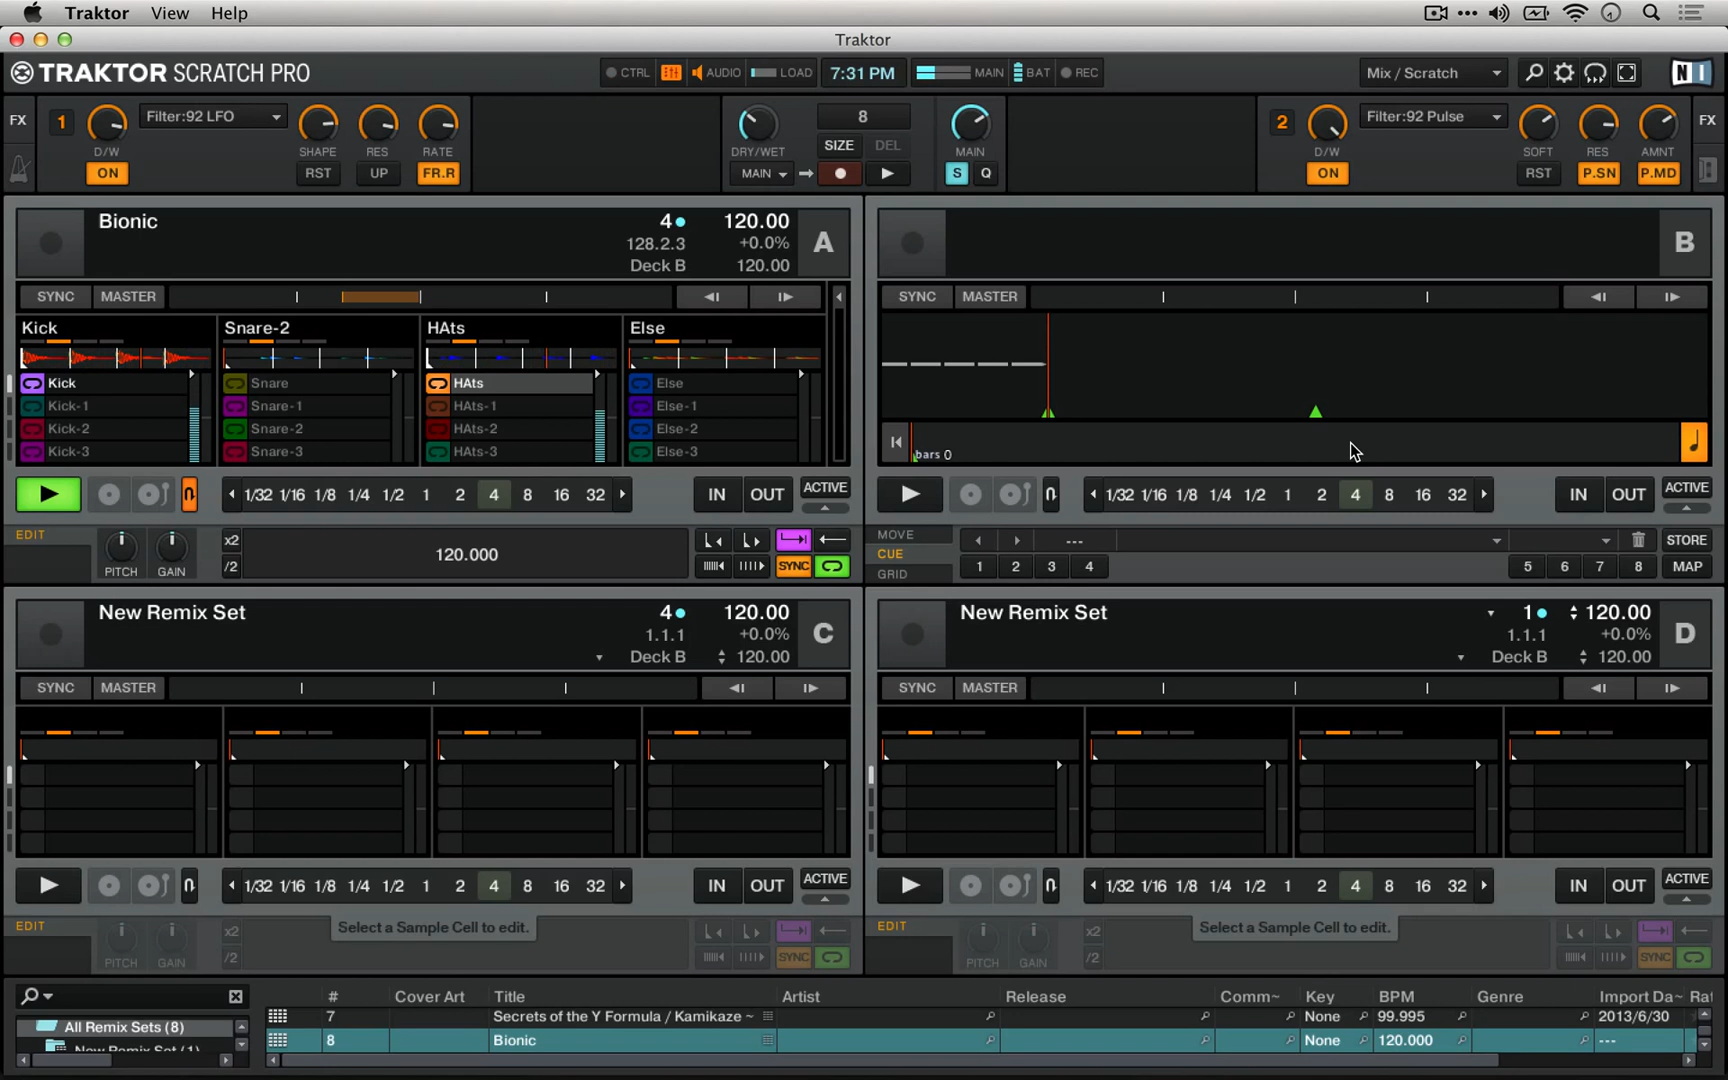 Traktor View Help
Traktor
TRAKTOR SCRATCH PRO
CTRL AUDIO LOAD 7:31 PM MAIN BAT REC
Mix / Scratch
FX 1 Filter:92 LFO
D/W SHAPE RES RATE
ON RST UP FR.R
8
SIZE DEL
DRY/WET MAIN
MAIN S Q
2 Filter:92 Pulse FX
D/W SOFT RES AMNT
ON RST P.SN P.MD
Bionic 4 120.00 A
128.2.3 +0.0%
Deck B 120.00
SYNC MASTER
Kick Snare-2 HAts Else
Kick Snare HAts Else
Kick-1 Snare-1 HAts-1 Else-1
Kick-2 Snare-2 HAts-2 Else-2
Kick-3 Snare-3 HAts-3 Else-3
1/32 1/16 1/8 1/4 1/2 1 2 4 8 16 32 IN OUT ACTIVE
EDIT x2 120.000
PITCH GAIN /2 SYNC
B
SYNC MASTER
bars 0
1/32 1/16 1/8 1/4 1/2 1 2 4 8 16 32 IN OUT ACTIVE
MOVE --- STORE
CUE
GRID 1 2 3 4 5 6 7 8 MAP
New Remix Set 4 120.00 C
1.1.1 +0.0%
Deck B 120.00
SYNC MASTER
1/32 1/16 1/8 1/4 1/2 1 2 4 8 16 32 IN OUT ACTIVE
EDIT Select a Sample Cell to edit.
x2
PITCH GAIN /2 SYNC
New Remix Set 1 120.00 D
1.1.1 +0.0%
Deck B 120.00
SYNC MASTER
1/32 1/16 1/8 1/4 1/2 1 2 4 8 16 32 IN OUT ACTIVE
EDIT Select a Sample Cell to edit.
x2
PITCH GAIN /2 SYNC
# Cover Art Title Artist Release Comm~ Key BPM Genre Import Da~ Rat
All Remix Sets (8)
New Remix Set (1)
7 Secrets of the Y Formula / Kamikaze ~ None 99.995 2013/6/30
8 Bionic None 120.000 ---